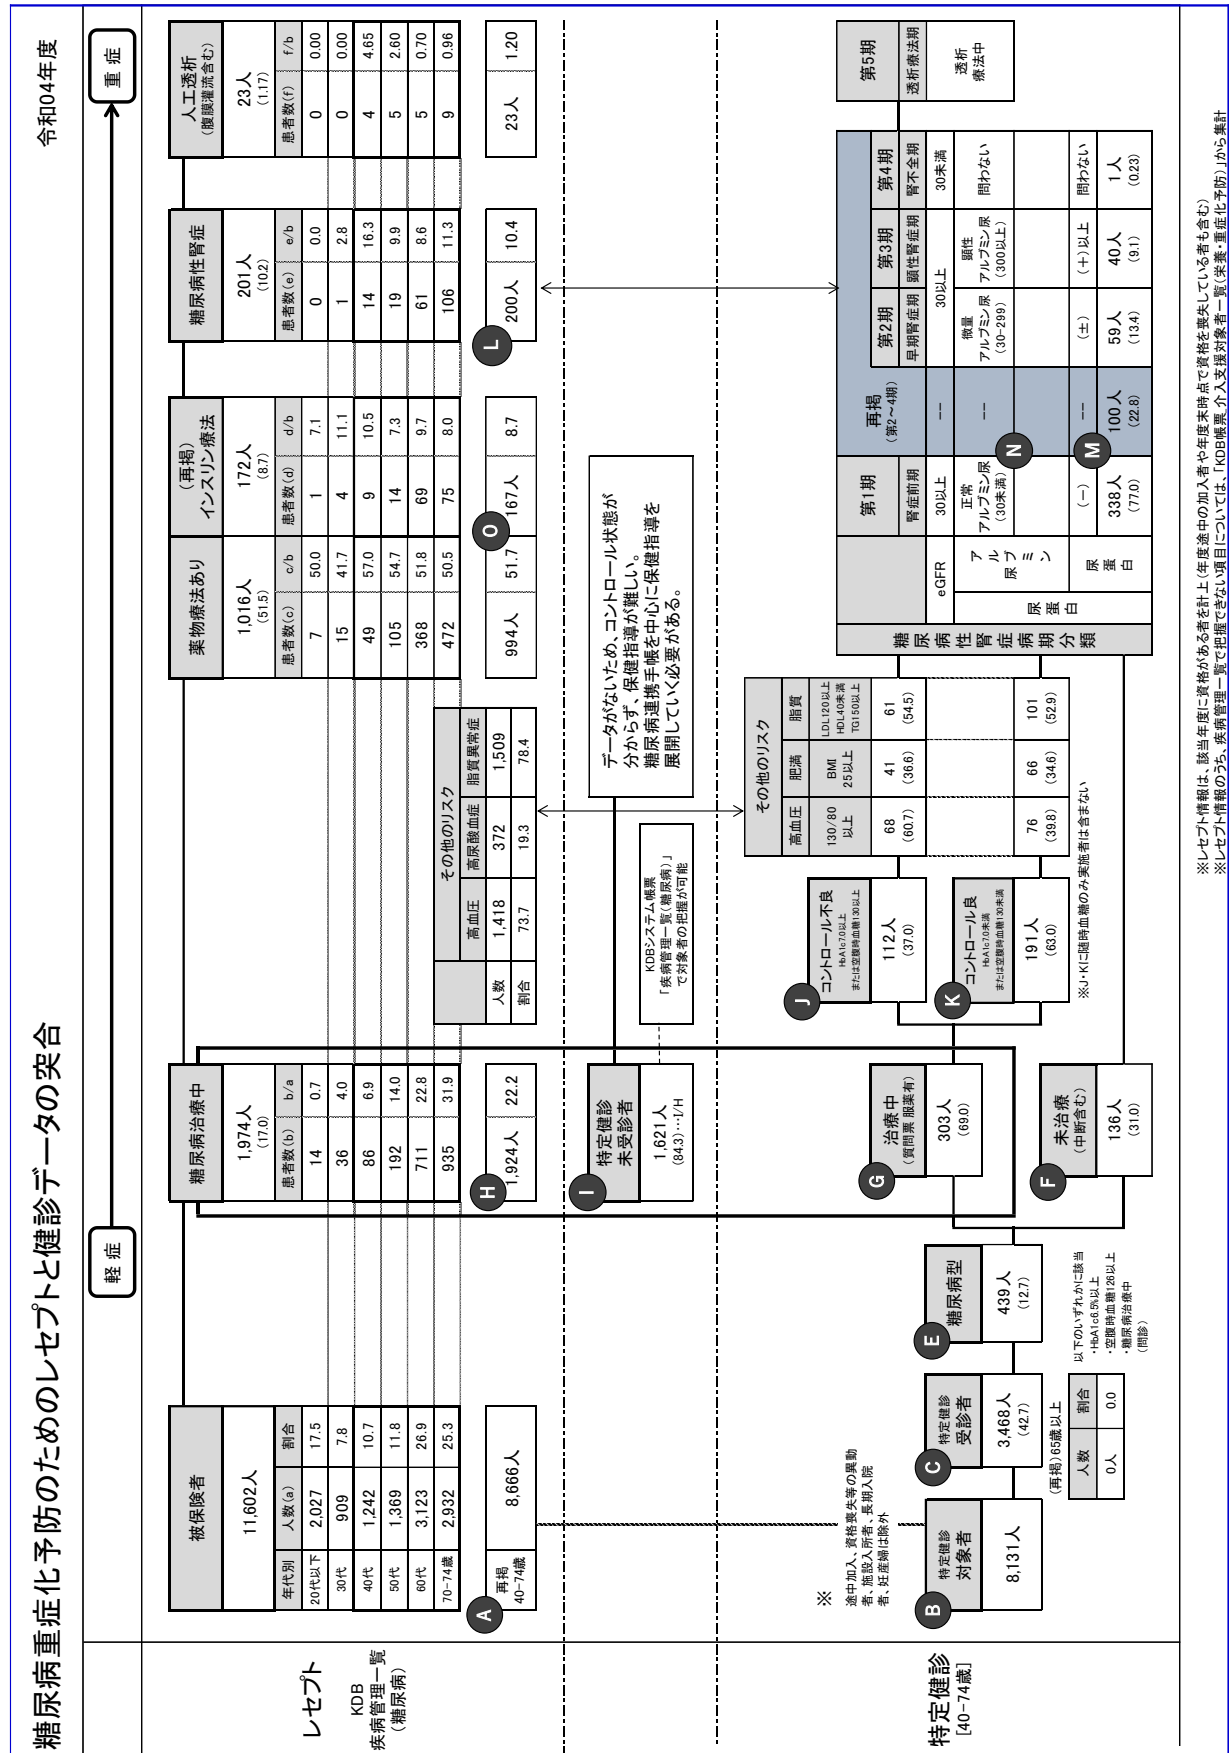 糖尿病重症化予防のためのレセプトと健診データの突合
令和04年度
軽症
重症
レセプト
KDB
疾病管理一覧
（糖尿病）
被保険者
11,602人
年代別 人数(a) 割合
20代以下 2,027 17.5
30代 909 7.8
40代 1,242 10.7
50代 1,369 11.8
60代 3,123 26.9
70-74歳 2,932 25.3
A
再掲
40-74歳
8,666人
糖尿病治療中
1,974人
(17.0)
患者数(b) b/a
14 0.7
36 4.0
86 6.9
192 14.0
711 22.8
935 31.9
H
1,924人 22.2
その他のリスク
高血圧 高尿酸血症 脂質異常症
人数 1,418 372 1,509
割合 73.7 19.3 78.4
薬物療法あり
1,016人
(51.5)
患者数(c) c/b
7 50.0
15 41.7
49 57.0
105 54.7
368 51.8
472 50.5
994人 51.7
（再掲）
インスリン療法
172人
(8.7)
患者数(d) d/b
1 7.1
4 11.1
9 10.5
14 7.3
69 9.7
75 8.0
O
167人 8.7
糖尿病性腎症
201人
(10.2)
患者数(e) e/b
0 0.0
1 2.8
14 16.3
19 9.9
61 8.6
106 11.3
L
200人 10.4
人工透析
（腹膜灌流含む）
23人
(1.17)
患者数(f) f/b
0 0.00
0 0.00
4 4.65
5 2.60
5 0.70
9 0.96
23人 1.20
I
特定健診
未受診者
1,621人
(84.3)…I/H
KDBシステム帳票
「疾病管理一覧（糖尿病）」
で対象者の把握が可能
データがないため、コントロール状態が
分からず、保健指導が難しい。
糖尿病連携手帳を中心に保健指導を
展開していく必要がある。
特定健診
[40-74歳]
※
途中加入、資格喪失等の異動
者、施設入所者、長期入院
者、妊産婦は除外
B
特定健診
対象者
8,131人
C
特定健診
受診者
3,468人
(42.7)
(再掲)65歳以上
人数 割合
0人 0.0
E
糖尿病型
439人
(12.7)
以下のいずれかに該当
・HbA1c6.5%以上
・空腹時血糖126以上
・糖尿病治療中
（問診）
G
治療中
（質問票 服薬有）
303人
(69.0)
F
未治療
（中断含む）
136人
(31.0)
J
コントロール不良
HbA1c7.0以上
または空腹時血糖130以上
112人
(37.0)
K
コントロール良
HbA1c7.0未満
または空腹時血糖130未満
191人
(63.0)
※J・Kに随時血糖のみ実施者は含まない
その他のリスク
高血圧 肥満 脂質
130/80
以上
BMI
25以上
LDL120以上
HDL40未満
TG150以上
68 41 61
(60.7) (36.6) (54.5)
76 66 101
(39.8) (34.6) (52.9)
糖尿病性腎症病期分類
eGFR
尿蛋白
尿アルブミン
尿蛋白
第1期
腎症前期
30以上
正常
アルブミン尿
(30未満)
(－)
338人
(77.0)
再掲
(第2～4期)
--
--
N
--
M
100人
(22.8)
第2期
早期腎症期
30以上
微量
アルブミン尿
(30-299)
(±)
59人
(13.4)
第3期
顕性腎症期
顕性
アルブミン尿
(300以上)
(＋)以上
40人
(9.1)
第4期
腎不全期
30未満
問わない
問わない
1人
(0.23)
第5期
透析療法期
透析
療法中
※レセプト情報は、該当年度に資格がある者を計上(年度途中の加入者や年度末時点で資格を喪失している者も含む)
※レセプト情報のうち、疾病管理一覧で把握できない項目については、「KDB帳票_介入支援対象者一覧(栄養・重症化予防)」から集計